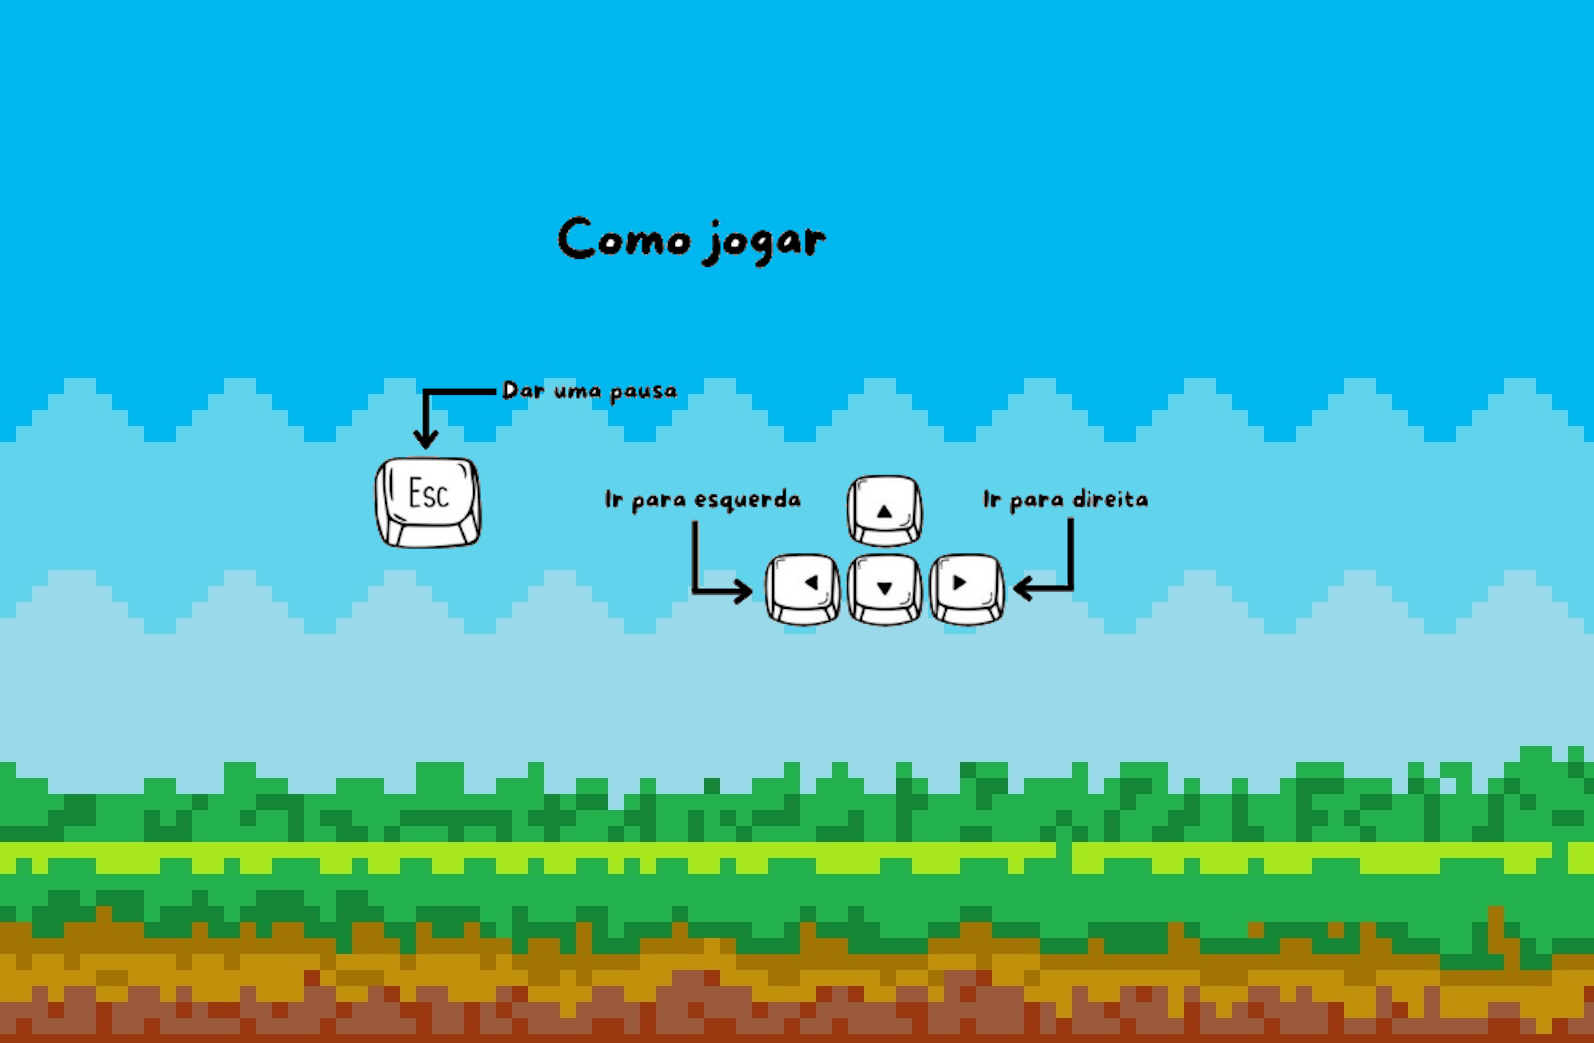 Como jogar
Dar uma pausa
Esc
Ir para esquerda
Ir para direita